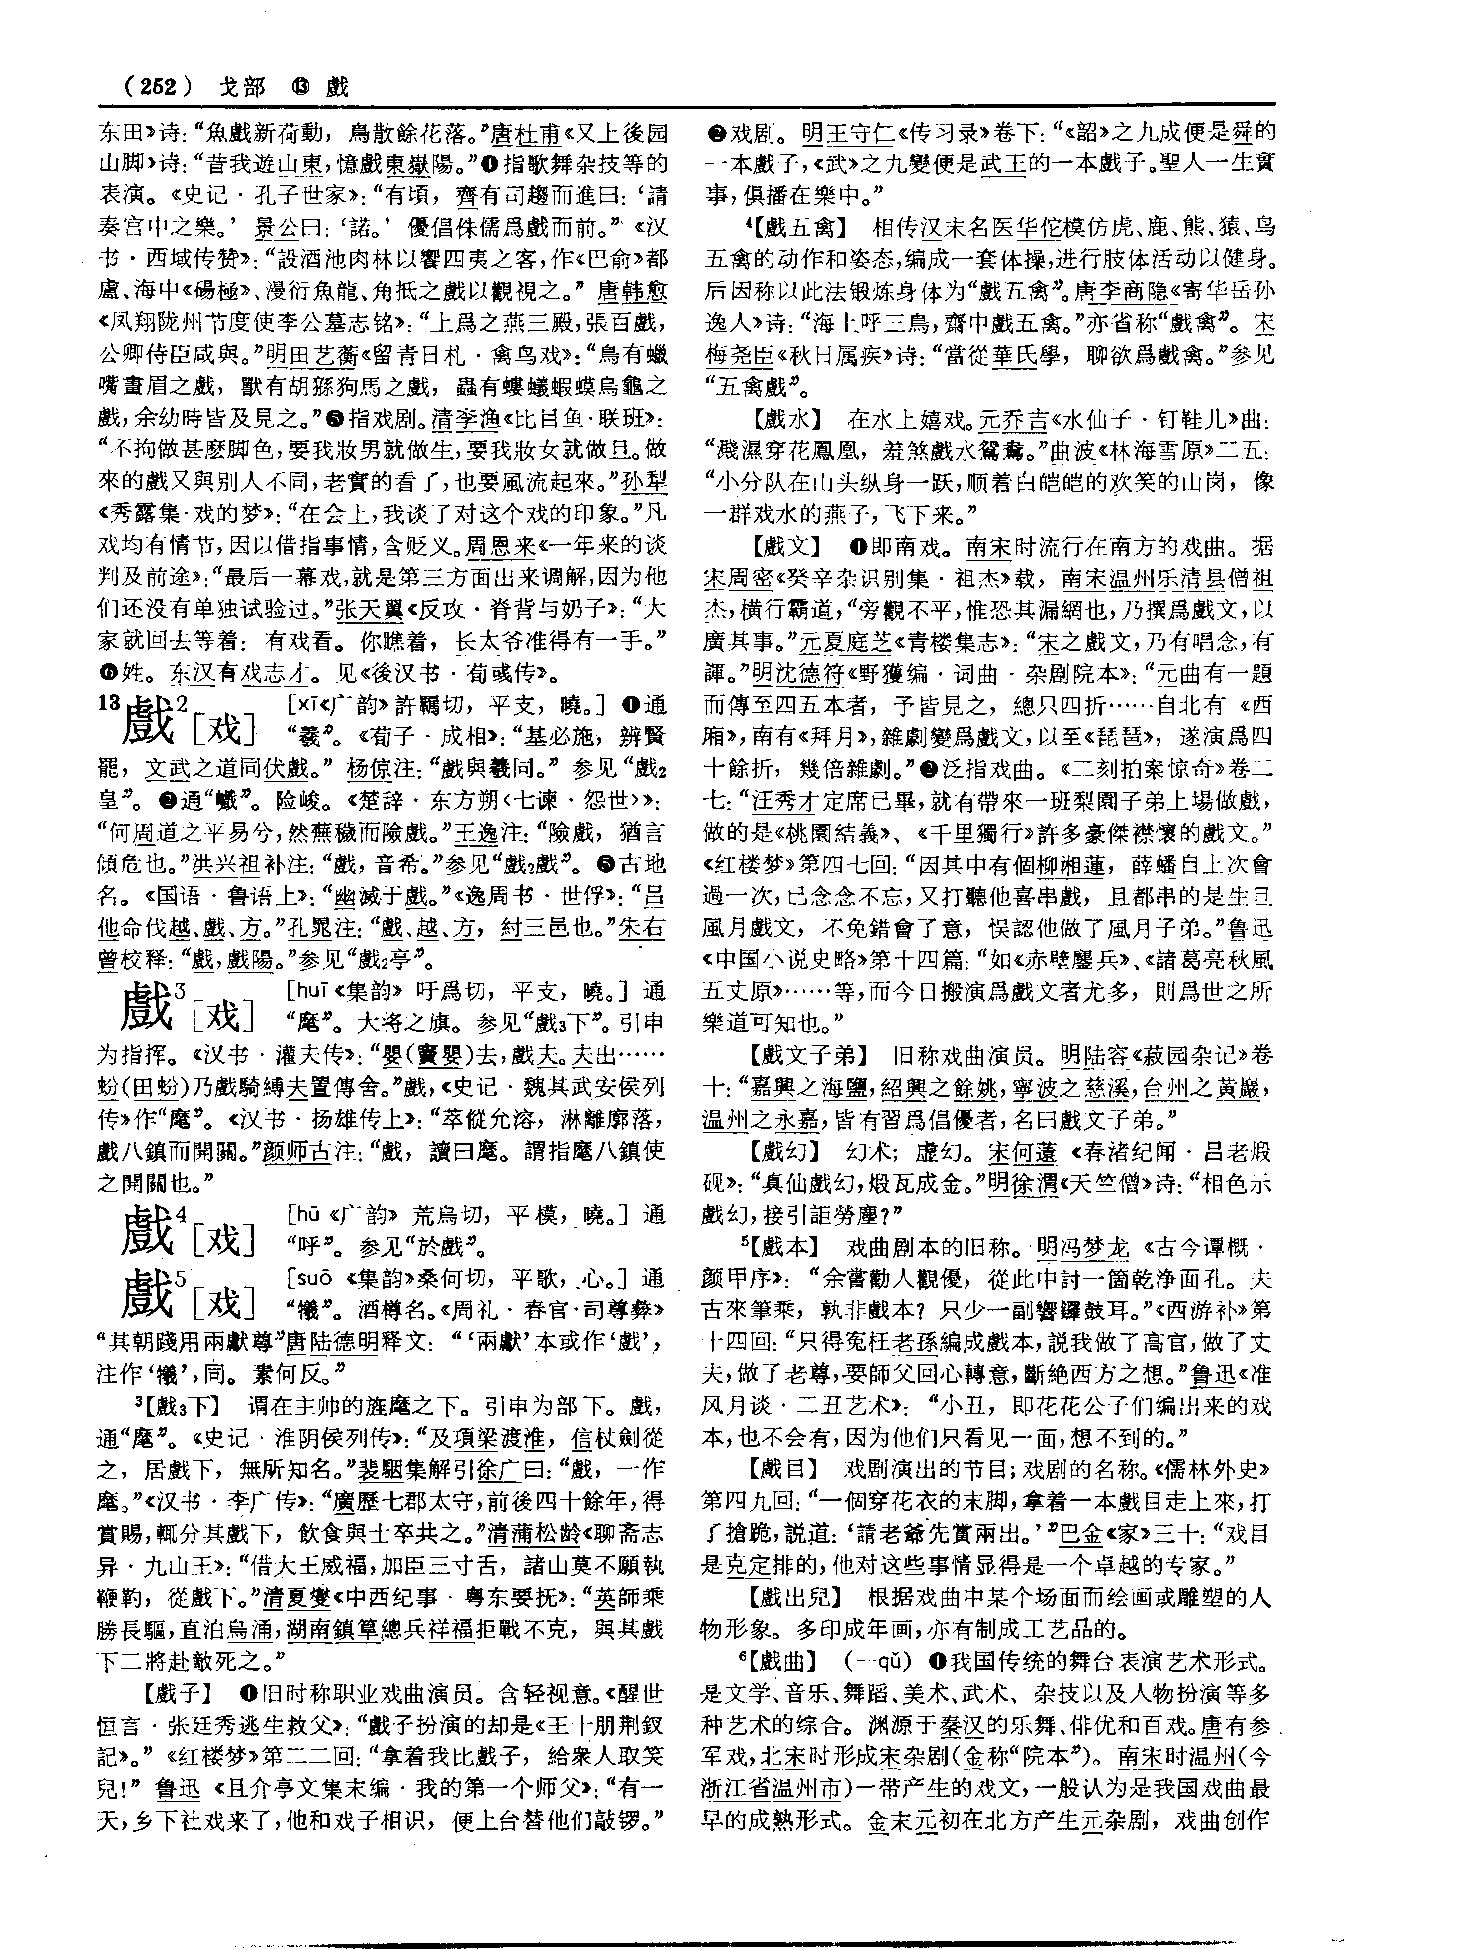 (252) 戈部 ⓭ 戲
东田》诗：“魚戲新荷動，鳥散餘花落。”唐杜甫《又上後园
山脚》诗：“昔我遊山東，憶戲東嶽陽。”❹指歌舞杂技等的
表演。《史记·孔子世家》：“有頃，齊有司趨而進曰：‘請
奏宫中之樂。’景公曰：‘諾。’優倡侏儒爲戲而前。”《汉
书·西域传赞》：“設酒池肉林以饗四夷之客，作《巴俞》都
盧、海中《碭極》、漫衍魚龍、角抵之戲以觀視之。”唐韩愈
《凤翔陇州节度使李公墓志铭》：“上爲之燕三殿，張百戲，
公卿侍臣咸與。”明田艺蘅《留青日札·禽鸟戏》：“鳥有蠟
嘴畫眉之戲，獸有胡猻狗馬之戲，蟲有螻蟻蝦蟆烏龜之
戲，余幼時皆及見之。”❺指戏剧。清李渔《比目鱼·联班》：
“不拘做甚麽脚色，要我妝男就做生，要我妝女就做旦。做
來的戲又與别人不同，老實的看了，也要風流起來。”孙犁
《秀露集·戏的梦》：“在会上，我谈了对这个戏的印象。”凡
戏均有情节，因以借指事情，含贬义。周恩来《一年来的谈
判及前途》：“最后一幕戏，就是第三方面出来调解，因为他
们还没有单独试验过。”张天翼《反攻·脊背与奶子》：“大
家就回去等着：有戏看。你瞧着，长太爷准得有一手。”
❻姓。东汉有戏志才。见《後汉书·荀彧传》。
13戲2［戏］ ［xī《广韵》許羈切，平支，曉。］❶通
“羲”。《荀子·成相》：“基必施，辨賢
罷，文武之道同伏戲。”杨倞注：“戲與羲同。”参见“戲2
皇”。❷通“巇”。险峻。《楚辞·东方朔〈七谏·怨世〉》：
“何周道之平易兮，然蕪穢而險戲。”王逸注：“險戲，猶言
傾危也。”洪兴祖补注：“戲，音希。”参见“戲2戲”。❸古地
名。《国语·鲁语上》：“幽滅于戲。”《逸周书·世俘》：“吕
他命伐越、戲、方。”孔晁注：“戲、越、方，紂三邑也。”朱右
曾校释：“戲，戲陽。”参见“戲2亭”。
戲3［戏］ ［huī《集韵》吁爲切，平支，曉。］通
“麾”。大将之旗。参见“戲3下”。引申
为指挥。《汉书·灌夫传》：“嬰（竇嬰）去，戲夫。夫出……
蚡（田蚡）乃戲騎縛夫置傳舍。”戲，《史记·魏其武安侯列
传》作“麾”。《汉书·扬雄传上》：“萃傱允溶，淋離廓落，
戲八鎮而開關。”颜师古注：“戲，讀曰麾。謂指麾八鎮使
之開關也。”
戲4［戏］ ［hū《广韵》荒烏切，平模，曉。］通
“呼”。参见“於戲”。
戲5［戏］ ［suō《集韵》桑何切，平歌，心。］通
“犧”。酒樽名。《周礼·春官·司尊彝》
“其朝踐用兩獻尊”唐陆德明释文：“‘兩獻’本或作‘戲’，
注作‘犧’，同。素何反。”
3【戲3下】 谓在主帅的旌麾之下。引申为部下。戲，
通“麾”。《史记·淮阴侯列传》：“及項梁渡淮，信杖劍從
之，居戲下，無所知名。”裴駰集解引徐广曰：“戲，一作
麾。”《汉书·李广传》：“廣歷七郡太守，前後四十餘年，得
賞賜，輒分其戲下，飲食與士卒共之。”清蒲松龄《聊斋志
异·九山王》：“借大王威福，加臣三寸舌，諸山莫不願執
鞭靮，從戲下。”清夏燮《中西纪事·粤东要抚》：“英師乘
勝長驅，直泊烏涌，湖南鎮筸總兵祥福拒戰不克，與其戲
下二將赴敵死之。”
【戲子】 ❶旧时称职业戏曲演员。含轻视意。《醒世
恒言·张廷秀逃生救父》：“戲子扮演的却是《王十朋荆釵
記》。”《红楼梦》第二二回：“拿着我比戲子，給衆人取笑
兒！”鲁迅《且介亭文集末编·我的第一个师父》：“有一
天，乡下社戏来了，他和戏子相识，便上台替他们敲锣。”
❷戏剧。明王守仁《传习录》卷下：“《韶》之九成便是舜的
一本戲子，《武》之九變便是武王的一本戲子。聖人一生實
事，俱播在樂中。”
4【戲五禽】 相传汉末名医华佗模仿虎、鹿、熊、猿、鸟
五禽的动作和姿态，编成一套体操，进行肢体活动以健身。
后因称以此法锻炼身体为“戲五禽”。唐李商隐《寄华岳孙
逸人》诗：“海上呼三鳥，齋中戲五禽。”亦省称“戲禽”。宋
梅尧臣《秋日属疾》诗：“當從華氏學，聊欲爲戲禽。”参见
“五禽戲”。
【戲水】 在水上嬉戏。元乔吉《水仙子·钉鞋儿》曲：
“㵪濕穿花鳳凰，羞煞戲水鴛鴦。”曲波《林海雪原》二五：
“小分队在山头纵身一跃，顺着白皑皑的欢笑的山岗，像
一群戏水的燕子，飞下来。”
【戲文】 ❶即南戏。南宋时流行在南方的戏曲。据
宋周密《癸辛杂识别集·祖杰》载，南宋温州乐清县僧祖
杰，横行霸道，“旁觀不平，惟恐其漏網也，乃撰爲戲文，以
廣其事。”元夏庭芝《青楼集志》：“宋之戲文，乃有唱念，有
諢。”明沈德符《野獲编·词曲·杂剧院本》：“元曲有一題
而傳至四五本者，予皆見之，總只四折……自北有《西
厢》，南有《拜月》，雜劇變爲戲文，以至《琵琶》，遂演爲四
十餘折，幾倍雜劇。”❷泛指戏曲。《二刻拍案惊奇》卷二
七：“汪秀才定席已畢，就有帶來一班梨園子弟上場做戲，
做的是《桃園結義》、《千里獨行》許多豪傑襟懷的戲文。”
《红楼梦》第四七回：“因其中有個柳湘蓮，薛蟠自上次會
過一次，已念念不忘，又打聽他喜串戲，且都串的是生旦
風月戲文，不免錯會了意，悮認他做了風月子弟。”鲁迅
《中国小说史略》第十四篇：“如《赤壁鏖兵》、《諸葛亮秋風
五丈原》……等，而今日搬演爲戲文者尤多，則爲世之所
樂道可知也。”
【戲文子弟】 旧称戏曲演员。明陆容《菽园杂记》卷
十：“嘉興之海鹽，紹興之餘姚，寧波之慈溪，台州之黄巖，
温州之永嘉，皆有習爲倡優者，名曰戲文子弟。”
【戲幻】 幻术；虚幻。宋何薳《春渚纪闻·吕老煅
砚》：“真仙戲幻，煅瓦成金。”明徐渭《天竺僧》诗：“相色示
戲幻，接引詎勞塵？”
5【戲本】 戏曲剧本的旧称。明冯梦龙《古今谭概·
颜甲序》：“余嘗勸人觀優，從此中討一箇乾净面孔。夫
古來筆乘，孰非戲本？只少一副響鑼鼓耳。”《西游补》第
十四回：“只得冤枉老孫編成戲本，説我做了高官，做了丈
夫，做了老尊，要師父回心轉意，斷絶西方之想。”鲁迅《准
风月谈·二丑艺术》：“小丑，即花花公子们编出来的戏
本，也不会有，因为他们只看见一面，想不到的。”
【戲目】 戏剧演出的节目；戏剧的名称。《儒林外史》
第四九回：“一個穿花衣的末脚，拿着一本戲目走上來，打
了搶跪，説道：‘請老爺先賞兩出。’”巴金《家》三十：“戏目
是克定排的，他对这些事情显得是一个卓越的专家。”
【戲出兒】 根据戏曲中某个场面而绘画或雕塑的人
物形象。多印成年画，亦有制成工艺品的。
6【戲曲】 （—qǔ）❶我国传统的舞台表演艺术形式。
是文学、音乐、舞蹈、美术、武术、杂技以及人物扮演等多
种艺术的综合。渊源于秦汉的乐舞、俳优和百戏。唐有参
军戏，北宋时形成宋杂剧（金称“院本”）。南宋时温州（今
浙江省温州市）一带产生的戏文，一般认为是我国戏曲最
早的成熟形式。金末元初在北方产生元杂剧，戏曲创作